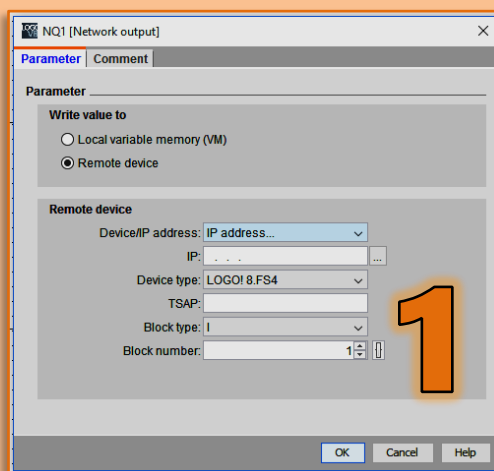 NQ1 [Network output]
Parameter Comment
Parameter
Write value to
Local variable memory (VM)
Remote device
Remote device
Device/IP address: IP address...
IP: . . . ...
Device type: LOGO! 8.FS4
TSAP:
Block type: I
Block number: 1 {}
1
OK Cancel Help